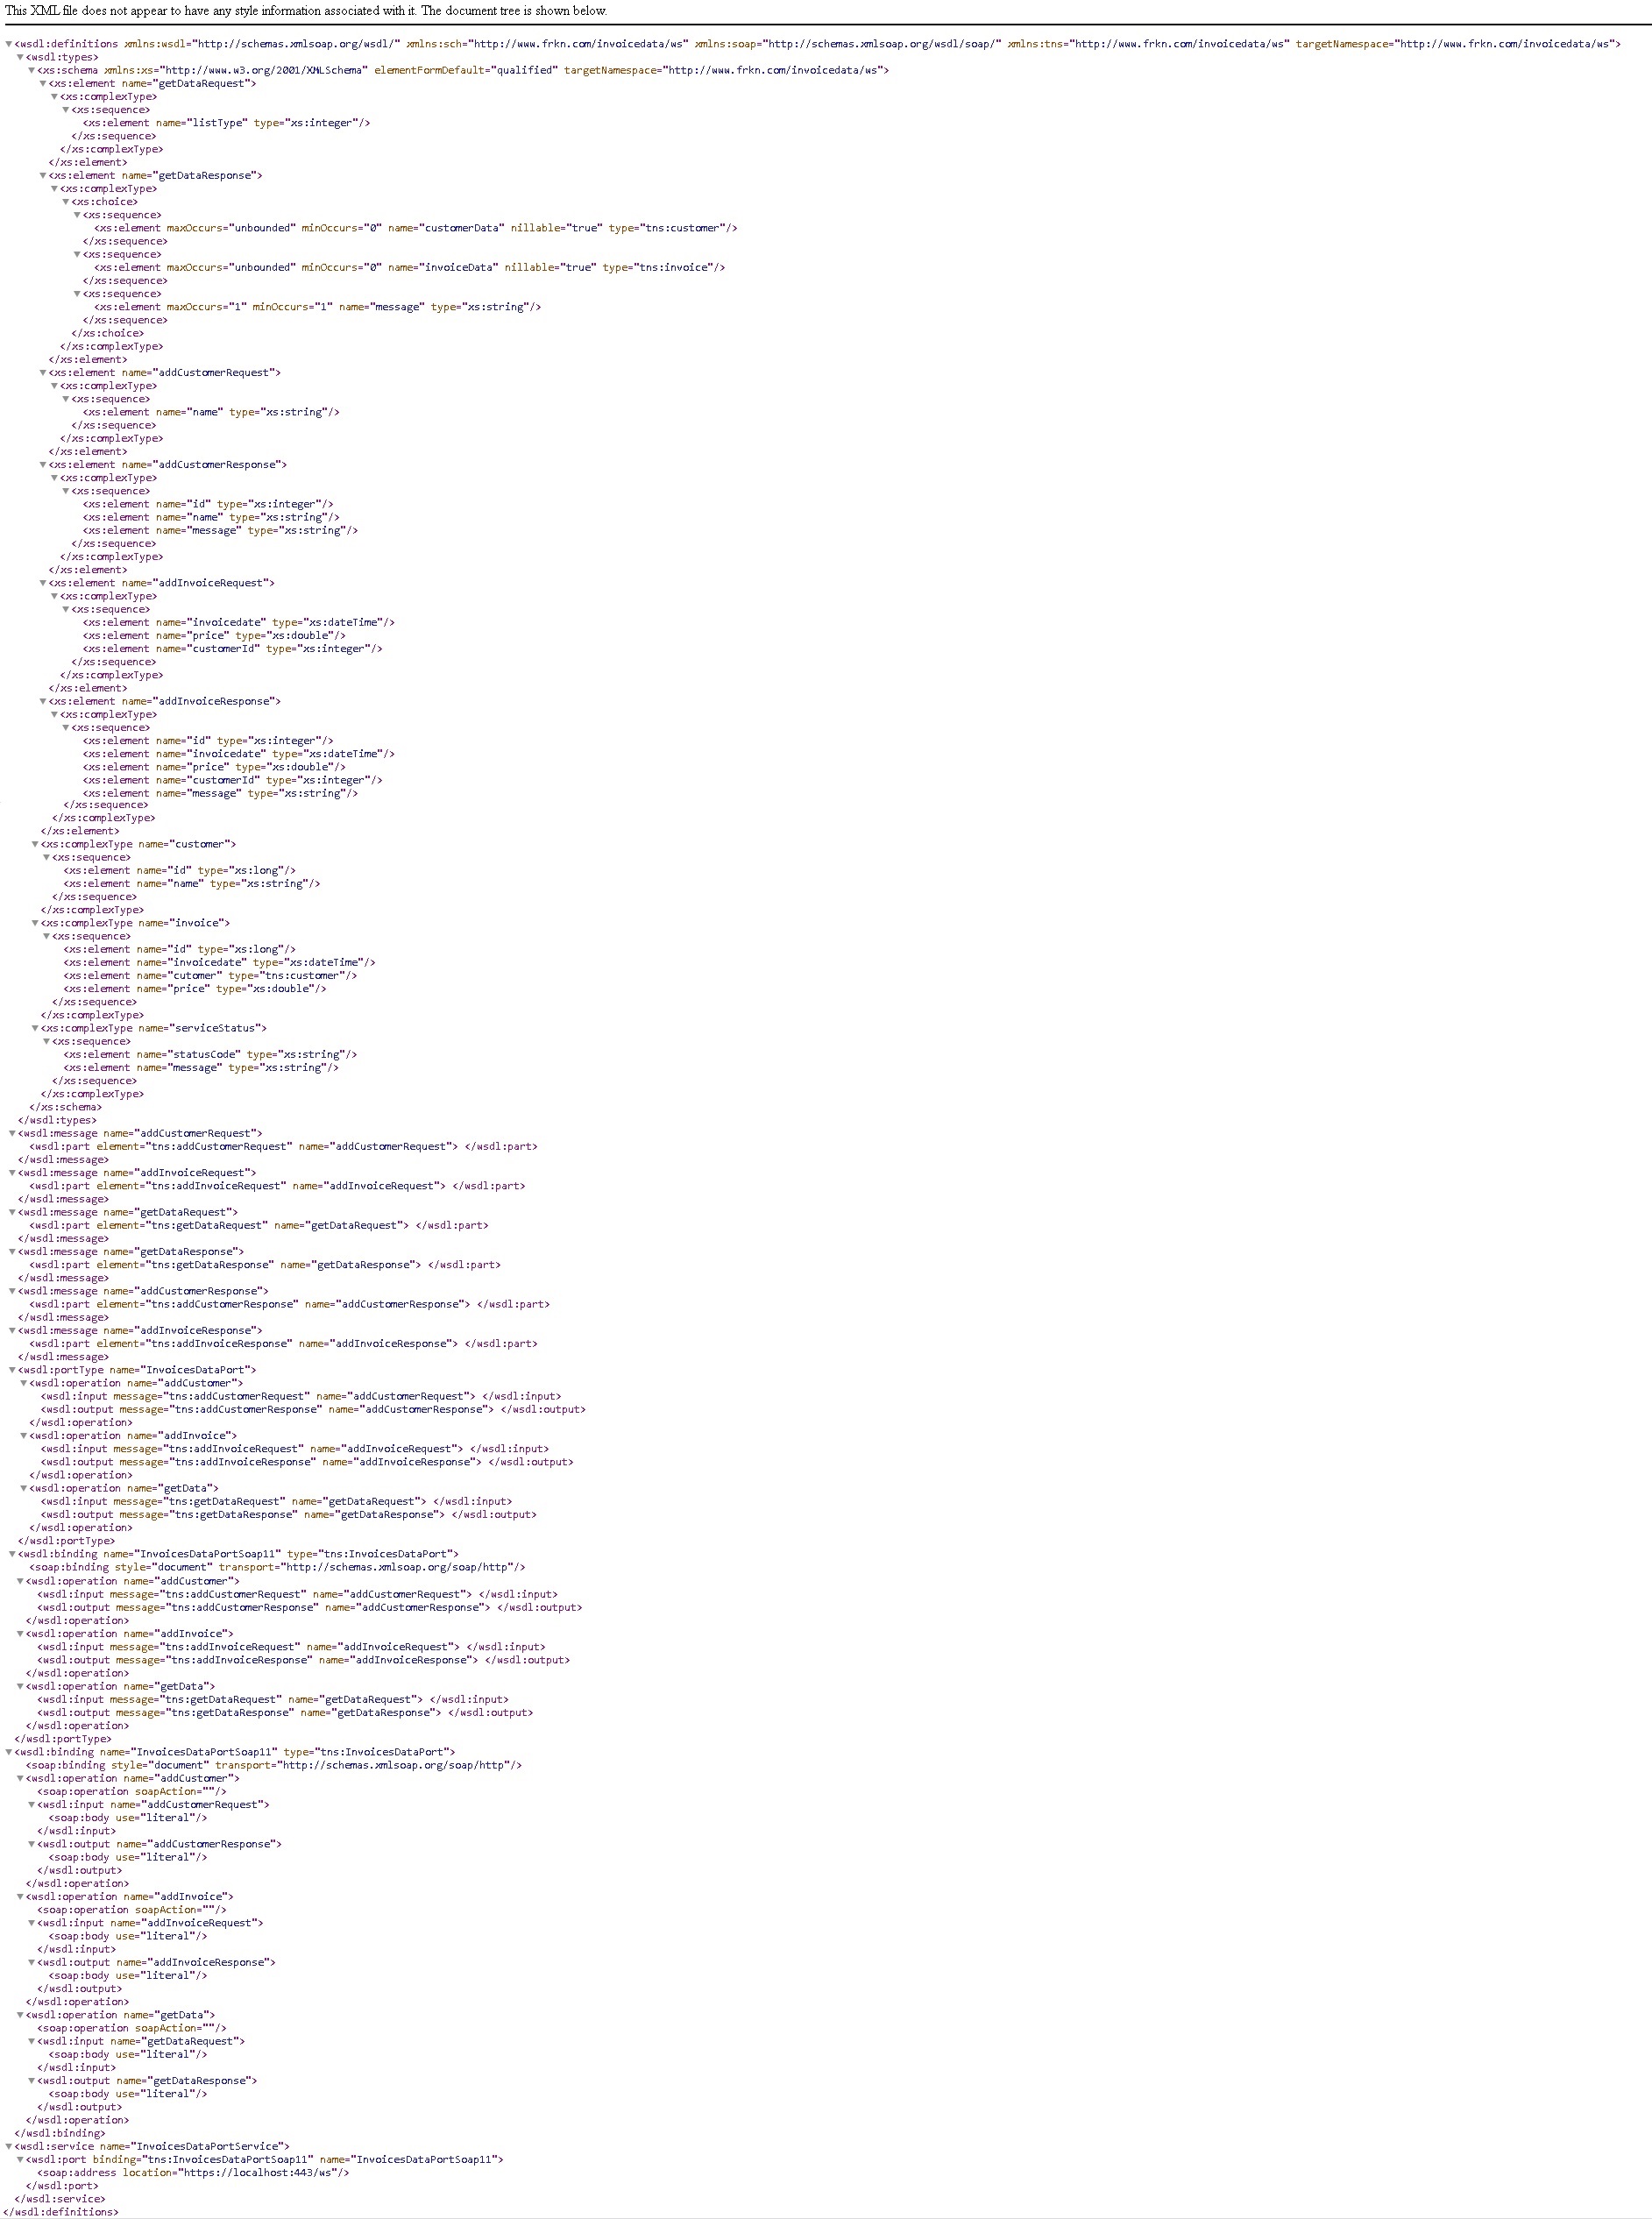 This XML file does not appear to have any style information associated with it. The document tree is shown below.
▼<wsdl:definitions xmlns:wsdl="http://schemas.xmlsoap.org/wsdl/" xmlns:sch="http://www.frkn.com/invoicedata/ws" xmlns:soap="http://schemas.xmlsoap.org/wsdl/soap/" xmlns:tns="http://www.frkn.com/invoicedata/ws" targetNamespace="http://www.frkn.com/invoicedata/ws">
▼<wsdl:types>
▼<xs:schema xmlns:xs="http://www.w3.org/2001/XMLSchema" elementFormDefault="qualified" targetNamespace="http://www.frkn.com/invoicedata/ws">
▼<xs:element name="getDataRequest">
▼<xs:complexType>
▼<xs:sequence>
<xs:element name="listType" type="xs:integer"/>
</xs:sequence>
</xs:complexType>
</xs:element>
▼<xs:element name="getDataResponse">
▼<xs:complexType>
▼<xs:choice>
▼<xs:sequence>
<xs:element maxOccurs="unbounded" minOccurs="0" name="customerData" nillable="true" type="tns:customer"/>
</xs:sequence>
▼<xs:sequence>
<xs:element maxOccurs="unbounded" minOccurs="0" name="invoiceData" nillable="true" type="tns:invoice"/>
</xs:sequence>
▼<xs:sequence>
<xs:element maxOccurs="1" minOccurs="1" name="message" type="xs:string"/>
</xs:sequence>
</xs:choice>
</xs:complexType>
</xs:element>
▼<xs:element name="addCustomerRequest">
▼<xs:complexType>
▼<xs:sequence>
<xs:element name="name" type="xs:string"/>
</xs:sequence>
</xs:complexType>
</xs:element>
▼<xs:element name="addCustomerResponse">
▼<xs:complexType>
▼<xs:sequence>
<xs:element name="id" type="xs:integer"/>
<xs:element name="name" type="xs:string"/>
<xs:element name="message" type="xs:string"/>
</xs:sequence>
</xs:complexType>
</xs:element>
▼<xs:element name="addInvoiceRequest">
▼<xs:complexType>
▼<xs:sequence>
<xs:element name="invoicedate" type="xs:dateTime"/>
<xs:element name="price" type="xs:double"/>
<xs:element name="customerId" type="xs:integer"/>
</xs:sequence>
</xs:complexType>
</xs:element>
▼<xs:element name="addInvoiceResponse">
▼<xs:complexType>
▼<xs:sequence>
<xs:element name="id" type="xs:integer"/>
<xs:element name="invoicedate" type="xs:dateTime"/>
<xs:element name="price" type="xs:double"/>
<xs:element name="customerId" type="xs:integer"/>
<xs:element name="message" type="xs:string"/>
</xs:sequence>
</xs:complexType>
</xs:element>
▼<xs:complexType name="customer">
▼<xs:sequence>
<xs:element name="id" type="xs:long"/>
<xs:element name="name" type="xs:string"/>
</xs:sequence>
</xs:complexType>
▼<xs:complexType name="invoice">
▼<xs:sequence>
<xs:element name="id" type="xs:long"/>
<xs:element name="invoicedate" type="xs:dateTime"/>
<xs:element name="cutomer" type="tns:customer"/>
<xs:element name="price" type="xs:double"/>
</xs:sequence>
</xs:complexType>
▼<xs:complexType name="serviceStatus">
▼<xs:sequence>
<xs:element name="statusCode" type="xs:string"/>
<xs:element name="message" type="xs:string"/>
</xs:sequence>
</xs:complexType>
</xs:schema>
</wsdl:types>
▼<wsdl:message name="addCustomerRequest">
<wsdl:part element="tns:addCustomerRequest" name="addCustomerRequest"> </wsdl:part>
</wsdl:message>
▼<wsdl:message name="addInvoiceRequest">
<wsdl:part element="tns:addInvoiceRequest" name="addInvoiceRequest"> </wsdl:part>
</wsdl:message>
▼<wsdl:message name="getDataRequest">
<wsdl:part element="tns:getDataRequest" name="getDataRequest"> </wsdl:part>
</wsdl:message>
▼<wsdl:message name="getDataResponse">
<wsdl:part element="tns:getDataResponse" name="getDataResponse"> </wsdl:part>
</wsdl:message>
▼<wsdl:message name="addCustomerResponse">
<wsdl:part element="tns:addCustomerResponse" name="addCustomerResponse"> </wsdl:part>
</wsdl:message>
▼<wsdl:message name="addInvoiceResponse">
<wsdl:part element="tns:addInvoiceResponse" name="addInvoiceResponse"> </wsdl:part>
</wsdl:message>
▼<wsdl:portType name="InvoicesDataPort">
▼<wsdl:operation name="addCustomer">
<wsdl:input message="tns:addCustomerRequest" name="addCustomerRequest"> </wsdl:input>
<wsdl:output message="tns:addCustomerResponse" name="addCustomerResponse"> </wsdl:output>
</wsdl:operation>
▼<wsdl:operation name="addInvoice">
<wsdl:input message="tns:addInvoiceRequest" name="addInvoiceRequest"> </wsdl:input>
<wsdl:output message="tns:addInvoiceResponse" name="addInvoiceResponse"> </wsdl:output>
</wsdl:operation>
▼<wsdl:operation name="getData">
<wsdl:input message="tns:getDataRequest" name="getDataRequest"> </wsdl:input>
<wsdl:output message="tns:getDataResponse" name="getDataResponse"> </wsdl:output>
</wsdl:operation>
</wsdl:portType>
▼<wsdl:binding name="InvoicesDataPortSoap11" type="tns:InvoicesDataPort">
<soap:binding style="document" transport="http://schemas.xmlsoap.org/soap/http"/>
▼<wsdl:operation name="addCustomer">
<wsdl:input message="tns:addCustomerRequest" name="addCustomerRequest"> </wsdl:input>
<wsdl:output message="tns:addCustomerResponse" name="addCustomerResponse"> </wsdl:output>
</wsdl:operation>
▼<wsdl:operation name="addInvoice">
<wsdl:input message="tns:addInvoiceRequest" name="addInvoiceRequest"> </wsdl:input>
<wsdl:output message="tns:addInvoiceResponse" name="addInvoiceResponse"> </wsdl:output>
</wsdl:operation>
▼<wsdl:operation name="getData">
<wsdl:input message="tns:getDataRequest" name="getDataRequest"> </wsdl:input>
<wsdl:output message="tns:getDataResponse" name="getDataResponse"> </wsdl:output>
</wsdl:operation>
</wsdl:portType>
▼<wsdl:binding name="InvoicesDataPortSoap11" type="tns:InvoicesDataPort">
<soap:binding style="document" transport="http://schemas.xmlsoap.org/soap/http"/>
▼<wsdl:operation name="addCustomer">
<soap:operation soapAction=""/>
▼<wsdl:input name="addCustomerRequest">
<soap:body use="literal"/>
</wsdl:input>
▼<wsdl:output name="addCustomerResponse">
<soap:body use="literal"/>
</wsdl:output>
</wsdl:operation>
▼<wsdl:operation name="addInvoice">
<soap:operation soapAction=""/>
▼<wsdl:input name="addInvoiceRequest">
<soap:body use="literal"/>
</wsdl:input>
▼<wsdl:output name="addInvoiceResponse">
<soap:body use="literal"/>
</wsdl:output>
</wsdl:operation>
▼<wsdl:operation name="getData">
<soap:operation soapAction=""/>
▼<wsdl:input name="getDataRequest">
<soap:body use="literal"/>
</wsdl:input>
▼<wsdl:output name="getDataResponse">
<soap:body use="literal"/>
</wsdl:output>
</wsdl:operation>
</wsdl:binding>
▼<wsdl:service name="InvoicesDataPortService">
▼<wsdl:port binding="tns:InvoicesDataPortSoap11" name="InvoicesDataPortSoap11">
<soap:address location="https://localhost:443/ws"/>
</wsdl:port>
</wsdl:service>
</wsdl:definitions>